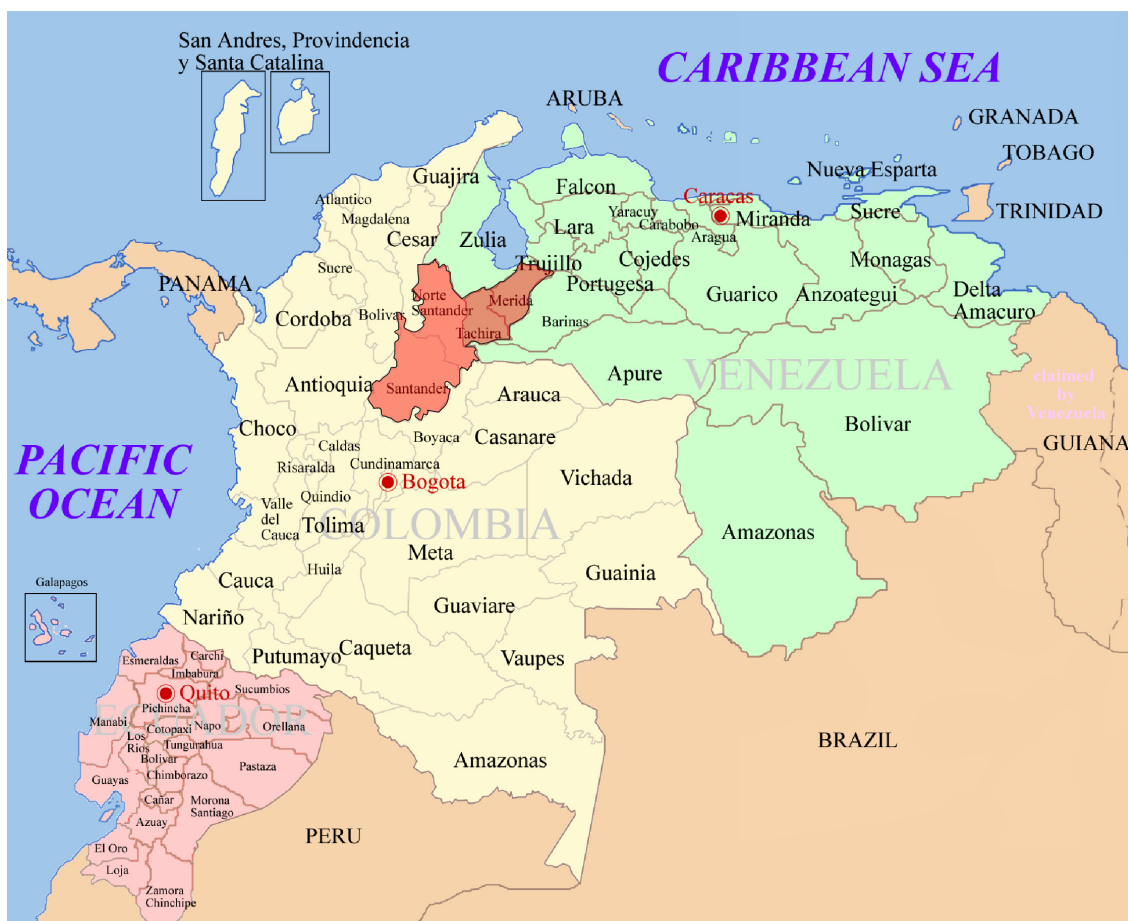 San Andres, Provindencia
y Santa Catalina
CARIBBEAN SEA
ARUBA
GRANADA
TOBAGO
Nueva Esparta
TRINIDAD
Guajira
Falcon
Caracas
Atlantico
Magdalena
Cesar
Zulia
Lara
Yaracuy
Carabobo
Aragua
Miranda
Sucre
Sucre
PANAMA
Trujillo
Cojedes
Monagas
Portugesa
Guarico
Anzoategui
Delta
Amacuro
Cordoba
Bolivar
Norte
Santander
Merida
Tachira
Barinas
Antioquia
Santander
Arauca
Apure
VENEZUELA
claimed
by
Venezuela
Bolivar
GUIANA
Choco
Boyaca
Casanare
Caldas
PACIFIC
OCEAN
Risaralda
Cundinamarca
Bogota
Vichada
Quindio
Valle
del
Cauca
Tolima
COLOMBIA
Amazonas
Meta
Huila
Guainia
Cauca
Galapagos
Guaviare
Nariño
Putumayo
Caqueta
Vaupes
Esmeraldas
Carchi
Imbabura
Quito
Sucumbios
Pichincha
ECUADOR
Manabi
Cotopaxi
Napo
Orellana
Los
Rios
Tungurahua
Bolivar
Pastaza
Guayas
Chimborazo
Cañar
Morona
Santiago
Azuay
El Oro
Loja
Zamora
Chinchipe
Amazonas
BRAZIL
PERU